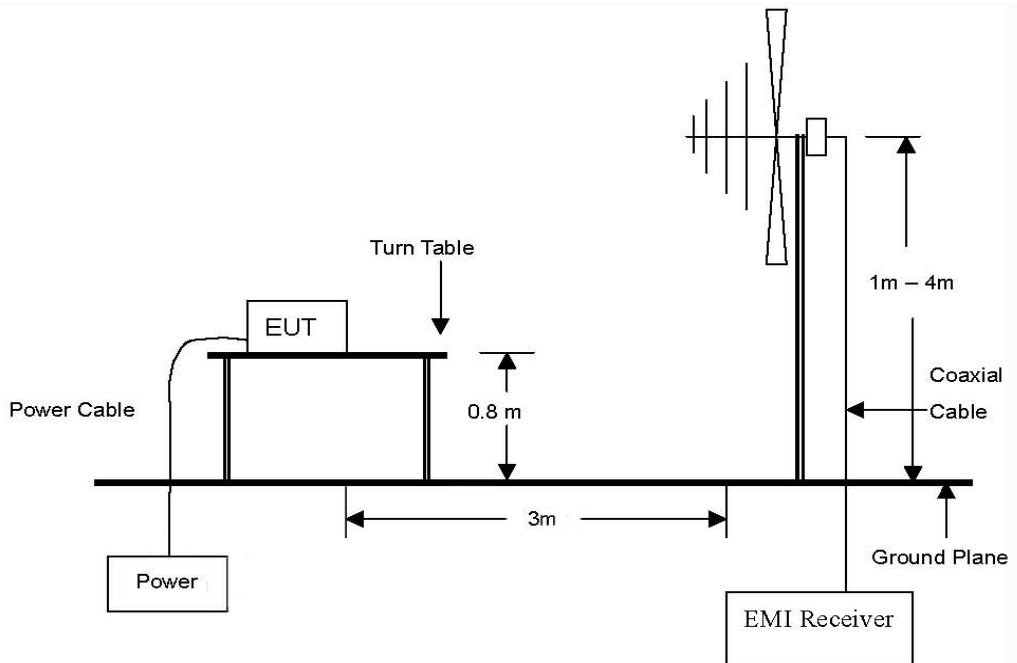 Turn Table
EUT
1m – 4m
Coaxial
Cable
Power Cable
0.8 m
3m
Ground Plane
Power
EMI Receiver